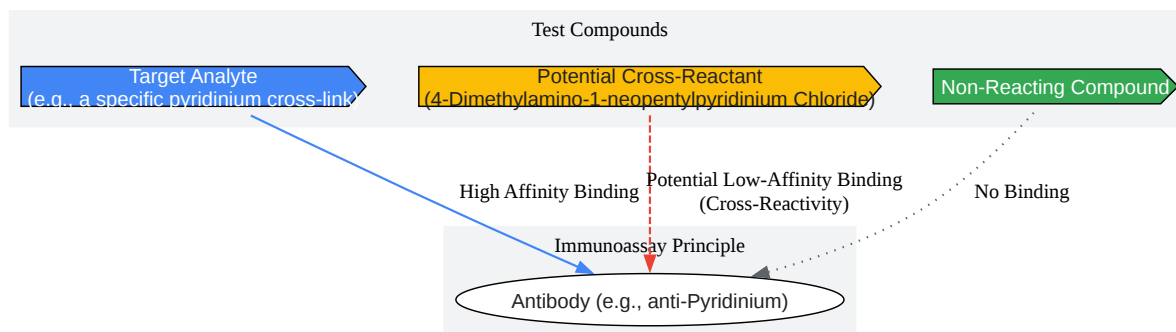 Test Compounds
Target Analyte
(e.g., a specific pyridinium cross-link)
Potential Cross-Reactant
(4-Dimethylamino-1-neopentylpyridinium Chloride)
Non-Reacting Compound
High Affinity Binding
Potential Low-Affinity Binding
(Cross-Reactivity)
No Binding
Immunoassay Principle
Antibody (e.g., anti-Pyridinium)